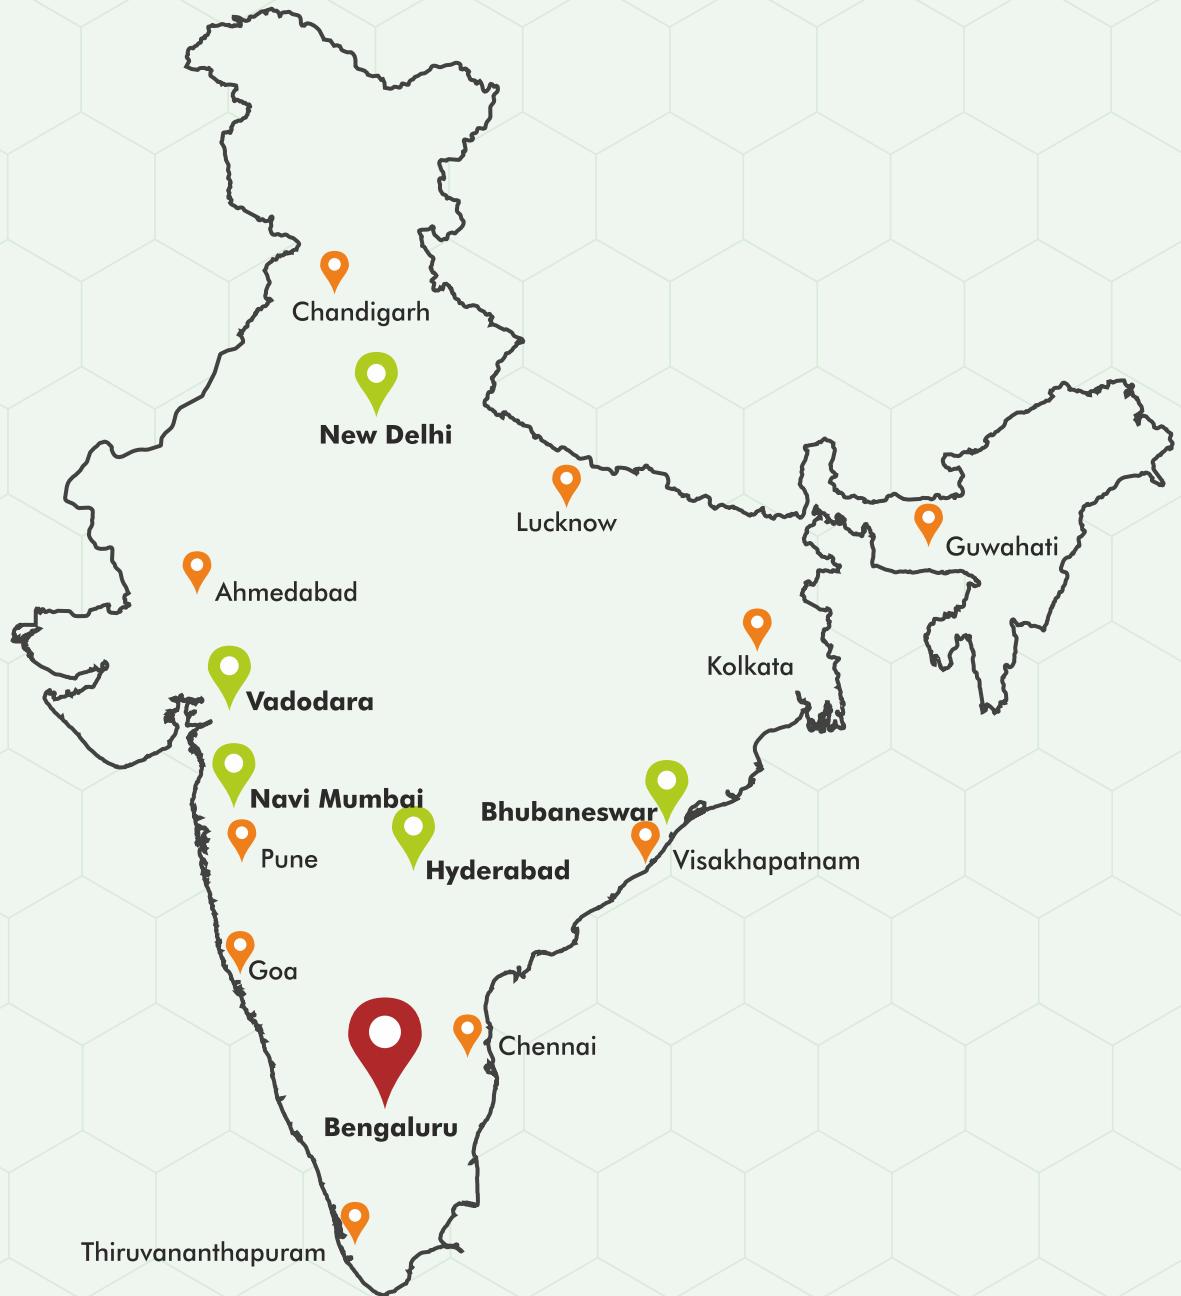 Chandigarh
New Delhi
Lucknow
Guwahati
Ahmedabad
Kolkata
Vadodara
Navi Mumbai
Bhubaneswar
Pune
Hyderabad
Visakhapatnam
Goa
Chennai
Bengaluru
Thiruvananthapuram